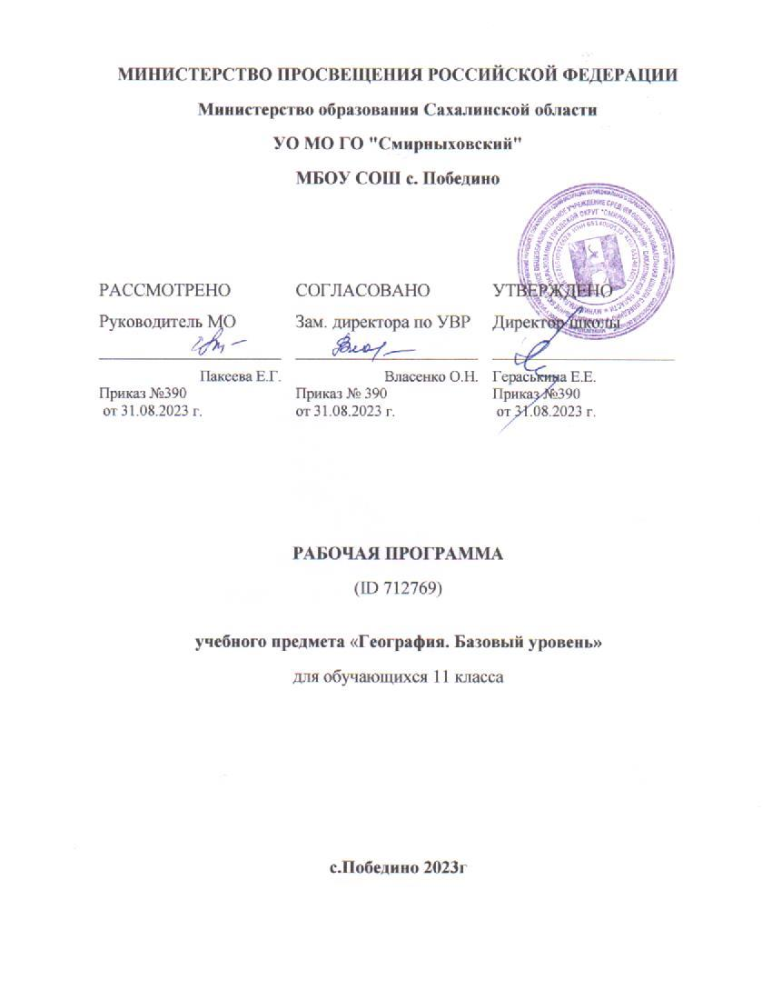 МИНИСТЕРСТВО ПРОСВЕЩЕНИЯ РОССИЙСКОЙ ФЕДЕРАЦИИ
Министерство образования Сахалинской области
УО МО ГО "Смирныховский"
МБОУ СОШ с. Победино
РАССМОТРЕНО СОГЛАСОВАНО УТВЕРЖДЕНО
Руководитель МО Зам. директора по УВР Директор школы
Пакеева Е.Г. Власенко О.Н. Гераськина Е.Е.
Приказ №390 Приказ № 390 Приказ №390
от 31.08.2023 г. от 31.08.2023 г. от 31.08.2023 г.
РАБОЧАЯ ПРОГРАММА
(ID 712769)
учебного предмета «География. Базовый уровень»
для обучающихся 11 класса
с.Победино 2023г